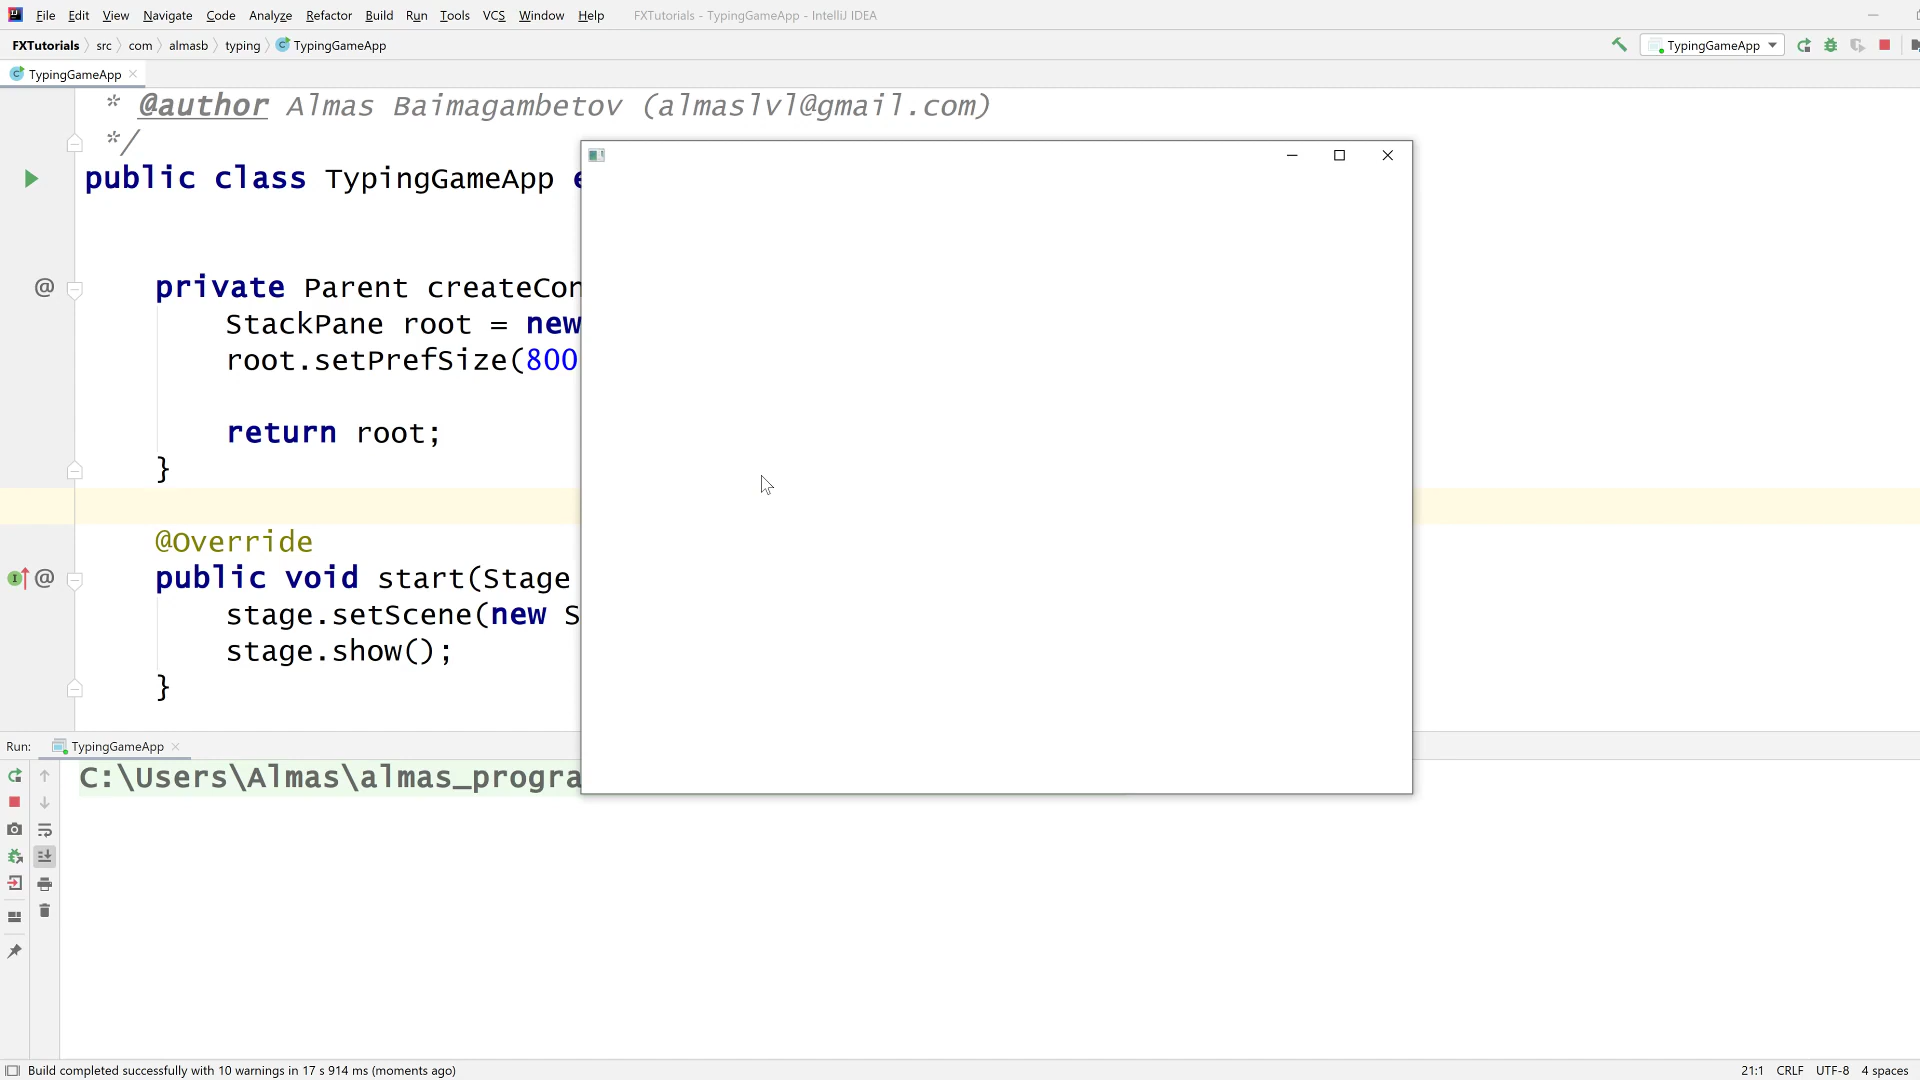 File Edit View Navigate Code Analyze Refactor Build Run Tools VCS Window Help FXTutorials - TypingGameApp - IntelliJ IDEA
FXTutorials src com almasb typing TypingGameApp TypingGameApp
TypingGameApp
* @author Almas Baimagambetov (almaslvl@gmail.com)
*/
public class TypingGameApp e
@ private Parent createCon
StackPane root = new
root.setPrefSize(800
return root;
}
@Override
@ public void start(Stage
stage.setScene(new S
stage.show();
}
Run: TypingGameApp
C:\Users\Almas\almas_progra
Build completed successfully with 10 warnings in 17 s 914 ms (moments ago) 21:1 CRLF UTF-8 4 spaces